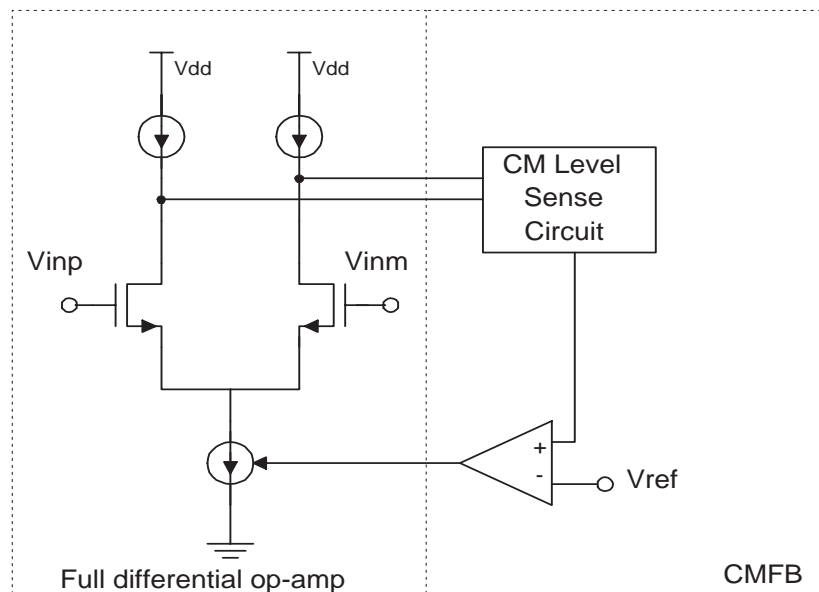 Vdd
Vdd
CM Level
Sense
Circuit
Vinp
Vinm
+
-
Vref
Full differential op-amp
CMFB